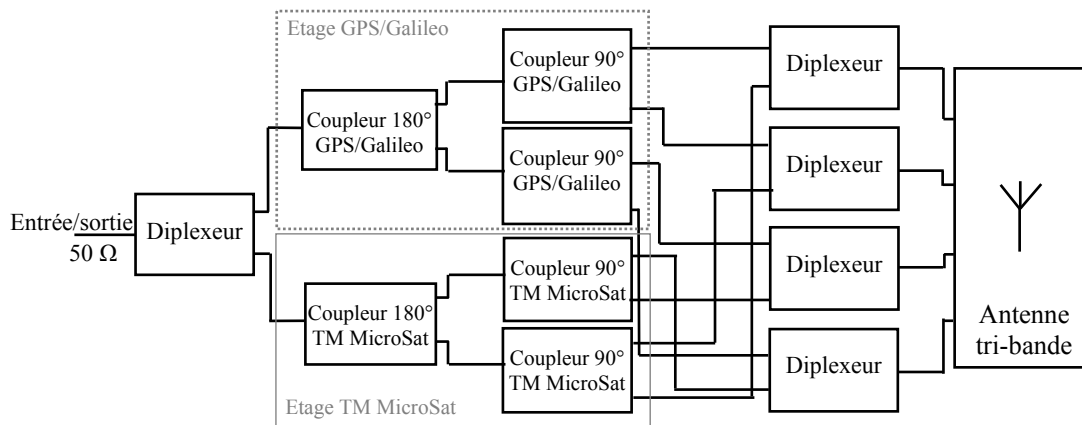 Etage GPS/Galileo
Coupleur 90°
GPS/Galileo
Diplexeur
Coupleur 180°
GPS/Galileo
Coupleur 90°
GPS/Galileo
Diplexeur
Entrée/sortie
50 Ω
Diplexeur
Coupleur 90°
TM MicroSat
Diplexeur
Coupleur 180°
TM MicroSat
Coupleur 90°
TM MicroSat
Diplexeur
Antenne
tri-bande
Etage TM MicroSat